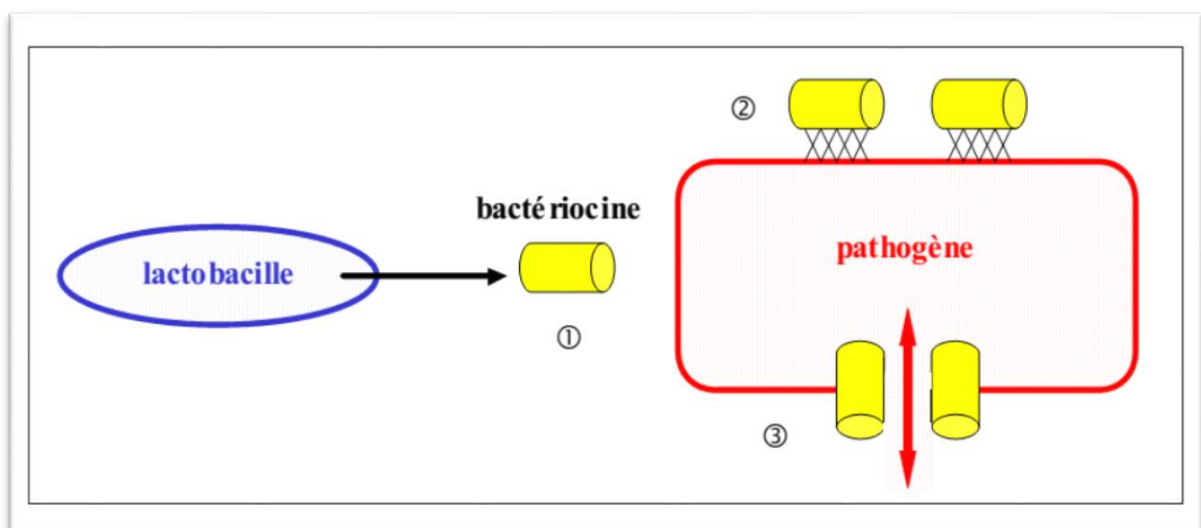 ②
bactériocine
lactobacille
pathogène
①
③